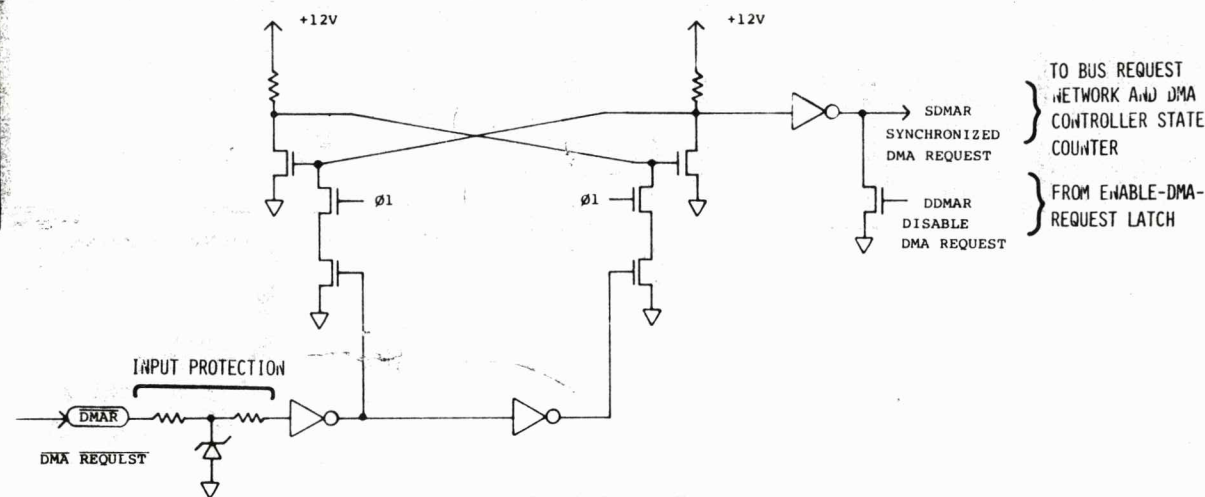 +12V
+12V
TO BUS REQUEST
NETWORK AND DMA
CONTROLLER STATE
COUNTER
SDMAR
SYNCHRONIZED
DMA REQUEST
Ø1
Ø1
DDMAR
DISABLE
DMA REQUEST
FROM ENABLE-DMA-
REQUEST LATCH
INPUT PROTECTION
DMAR
DMA REQULST